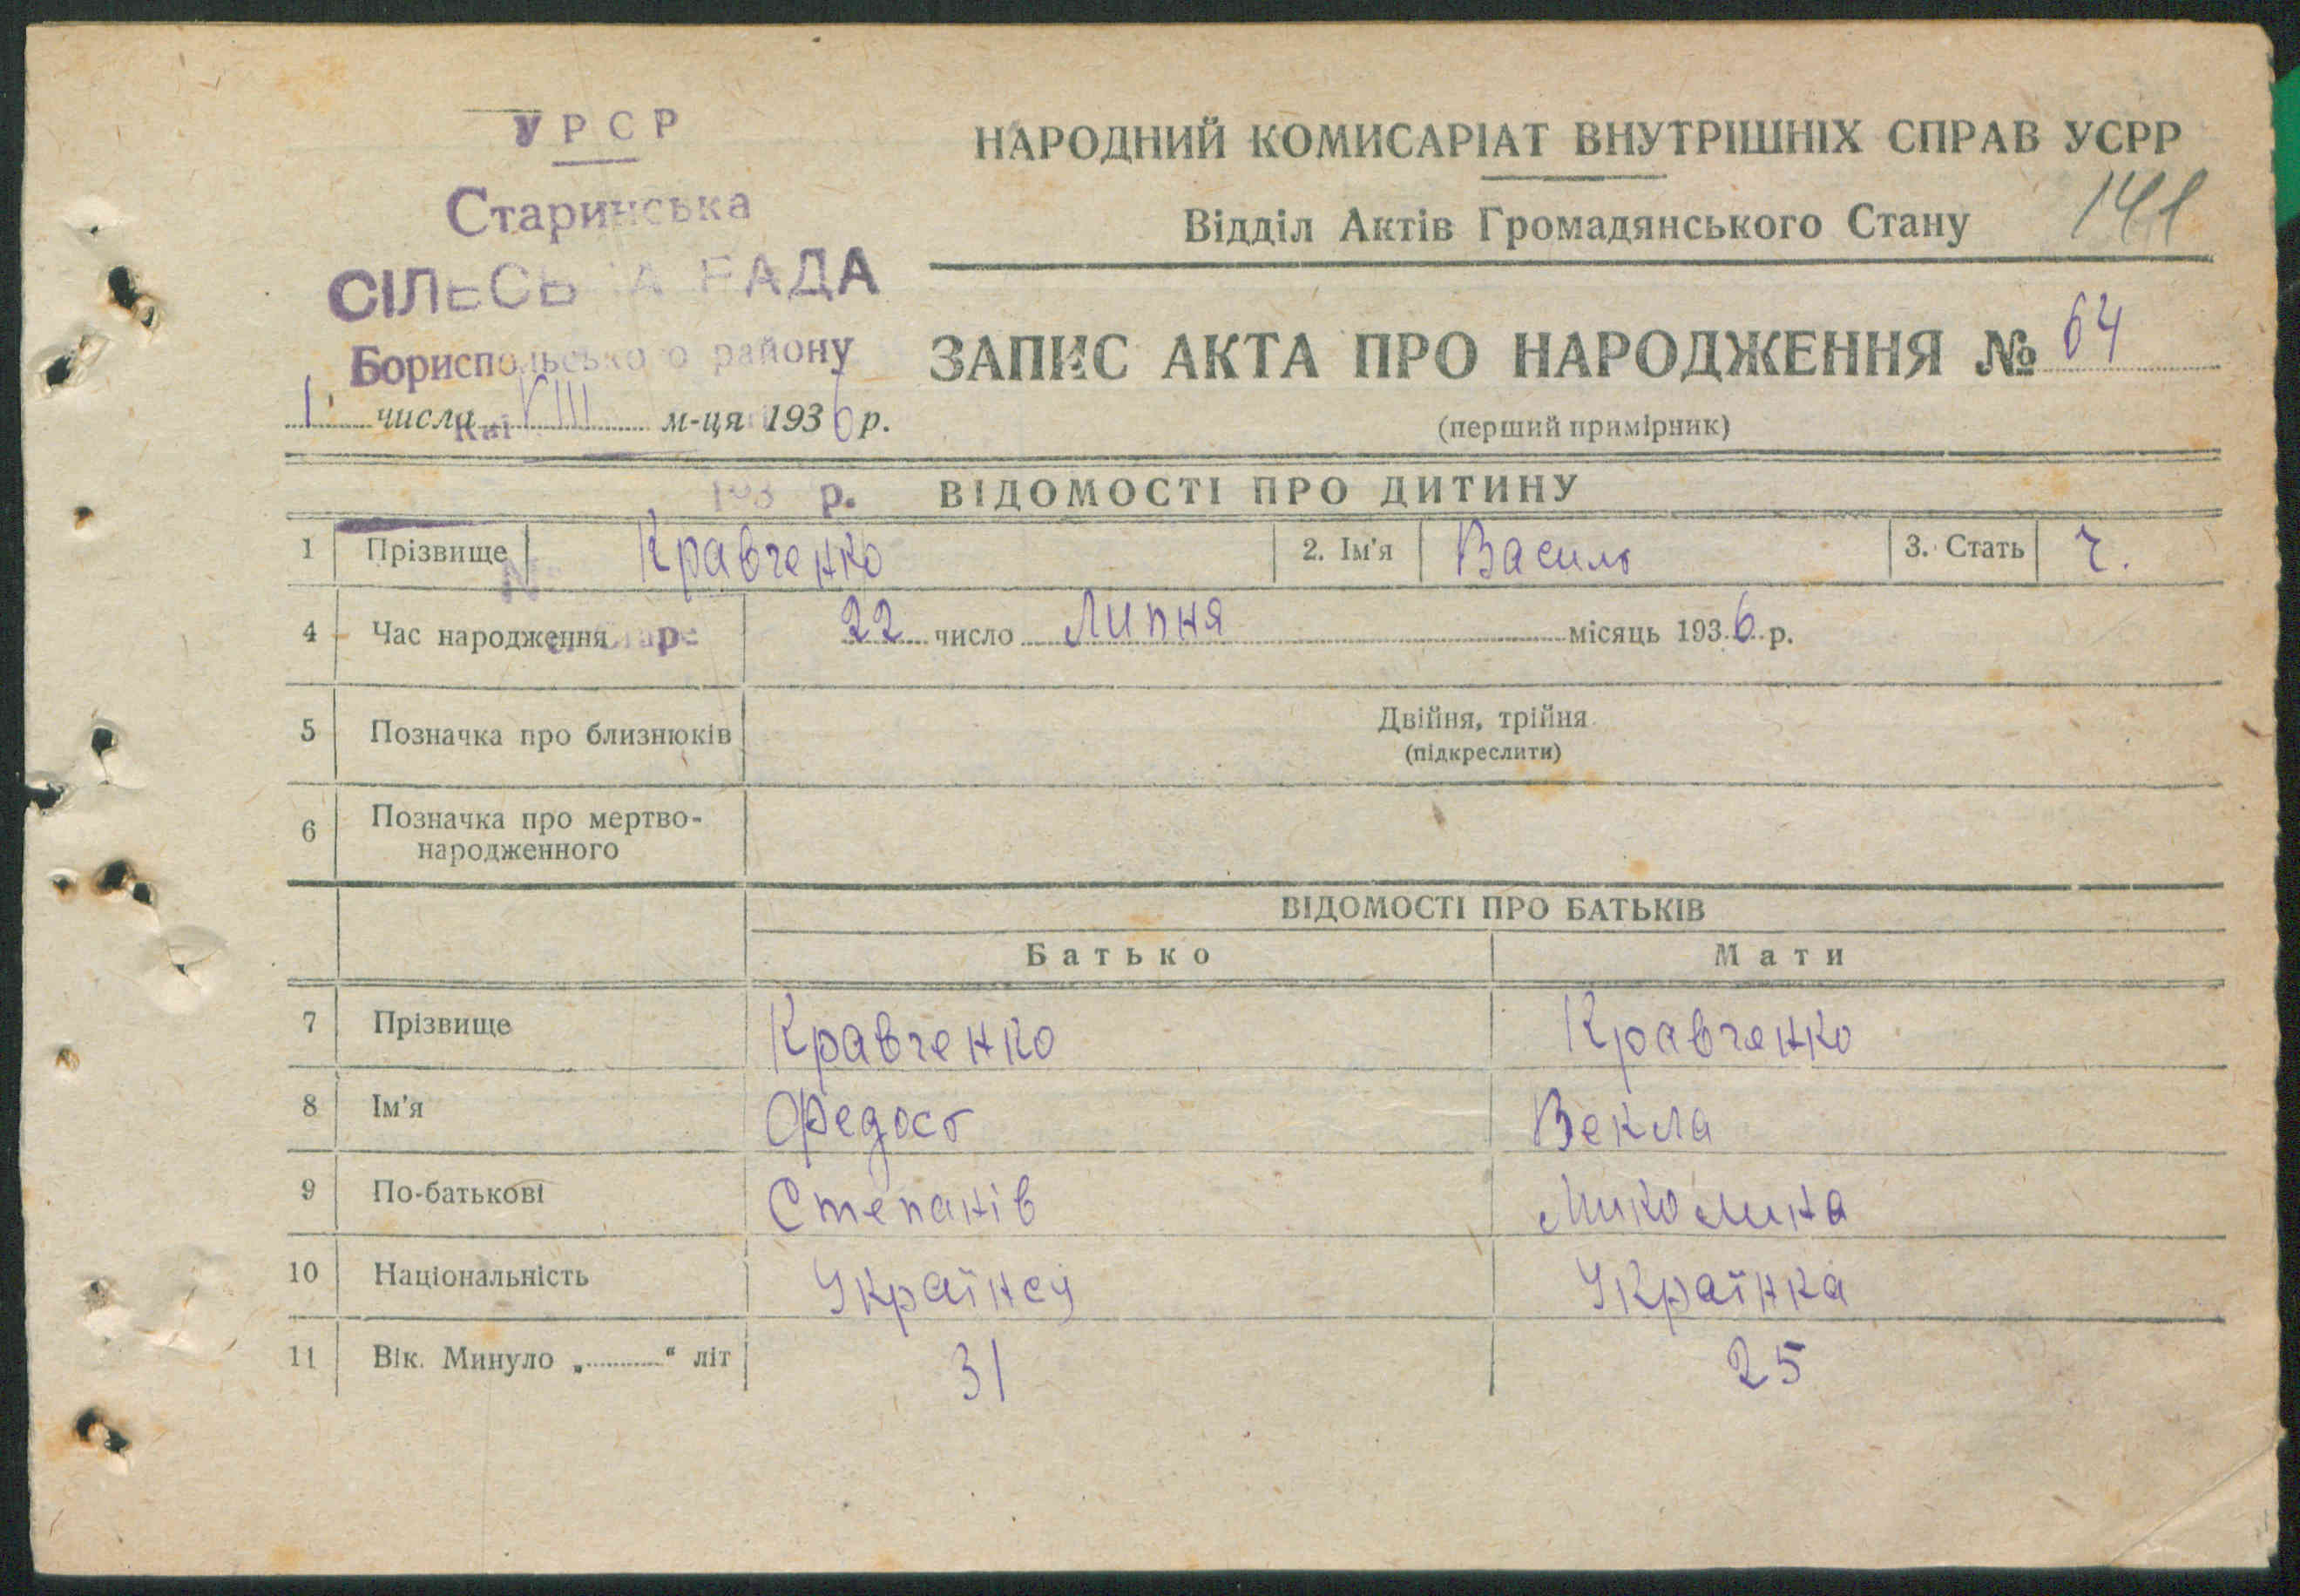 УРСР
Старинська
СІЛЬСЬКА РАДА
Бориспольського району
1 числа VIII м-ця 1936 р.
193 р.
№
с. Старе
НАРОДНИЙ КОМИСАРІАТ ВНУТРІШНІХ СПРАВ УСРР
Відділ Актів Громадянського Стану
141
ЗАПИС АКТА ПРО НАРОДЖЕННЯ № 64
(перший примірник)
ВІДОМОСТІ ПРО ДИТИНУ
1 Прізвище Кравченко 2. Ім'я Василь 3. Стать ч.
4 Час народження 22 число Липня місяць 1936 р.
5 Позначка про близнюків Двійня, трійня
(підкреслити)
6 Позначка про мертво-
народженного
ВІДОМОСТІ ПРО БАТЬКІВ
Батько Мати
7 Прізвище Кравченко Кравченко
8 Ім'я Федост Векла
9 По-батькові Степанів Миколина
10 Національність Українец Українка
11 Вік. Минуло „..........“ літ 31 25